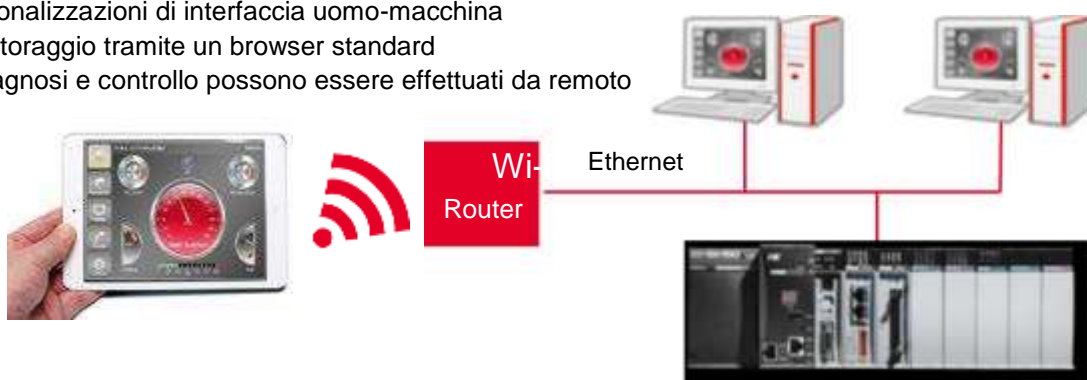 onalizzazioni di interfaccia uomo-macchina
toraggio tramite un browser standard
agnosi e controllo possono essere effettuati da remoto
Wi-
Ethernet
Router